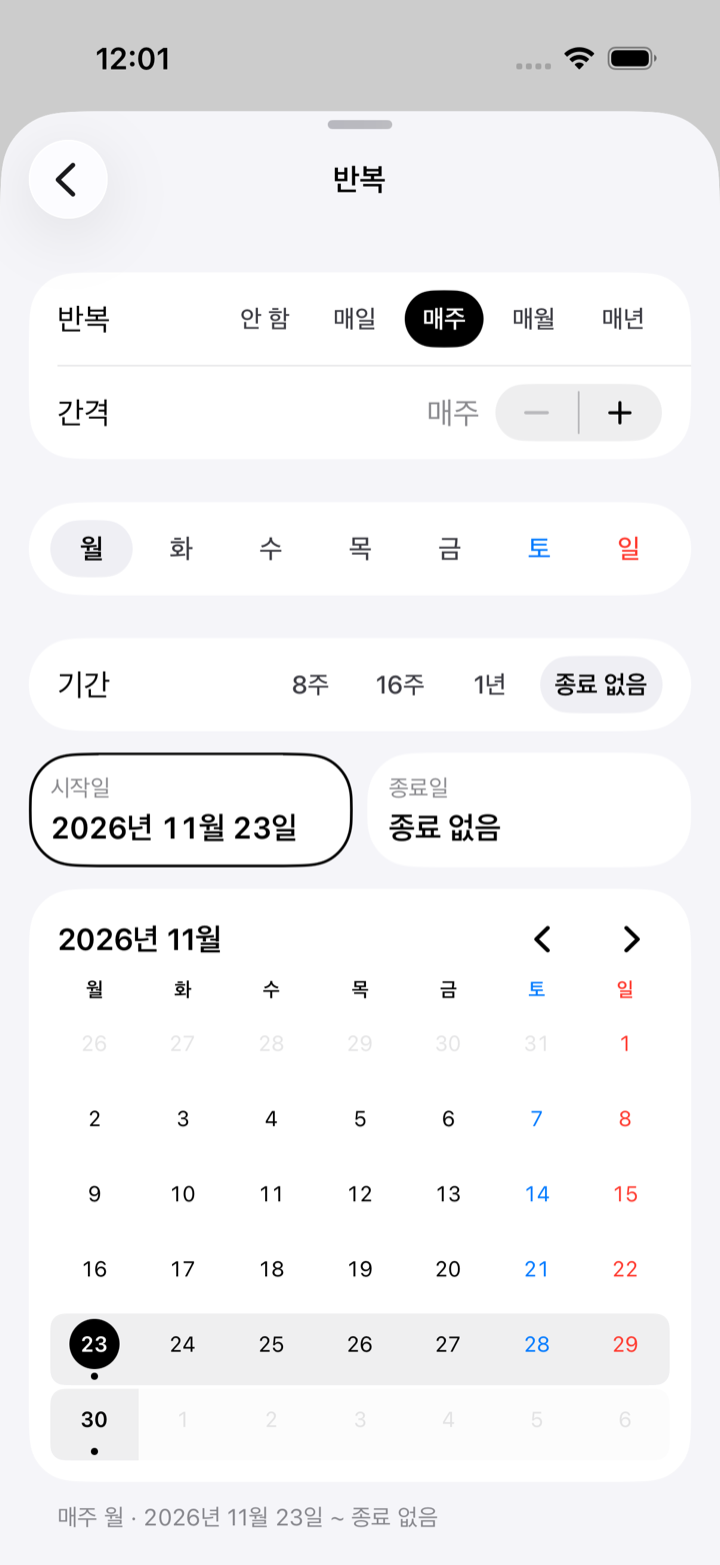 12:01
반복
반복 안 함 매일 매주 매월 매년
간격 매주
월 화 수 목 금 토 일
기간 8주 16주 1년 종료 없음
시작일 종료일
2026년 11월 23일 종료 없음
2026년 11월
월 화 수 목 금 토 일
26 27 28 29 30 31 1
2 3 4 5 6 7 8
9 10 11 12 13 14 15
16 17 18 19 20 21 22
23 24 25 26 27 28 29
30 1 2 3 4 5 6
매주 월 · 2026년 11월 23일 ~ 종료 없음